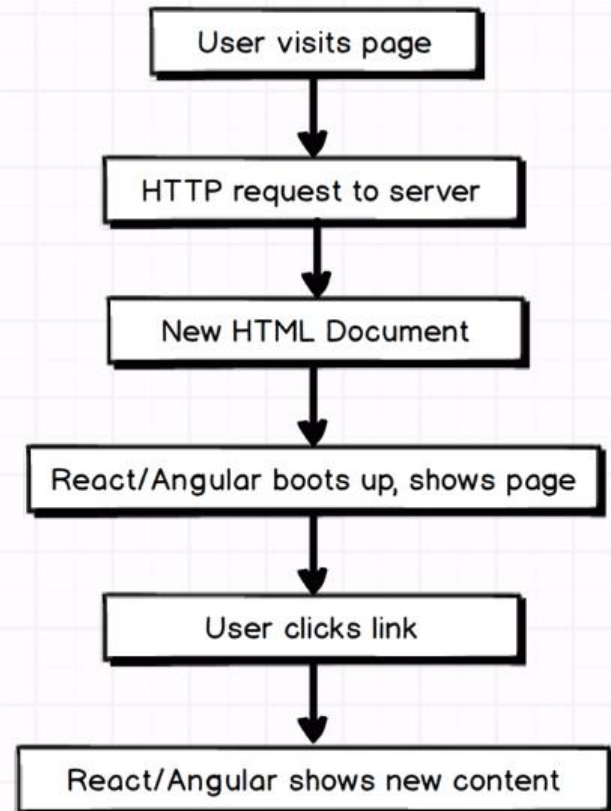 User visits page
HTTP request to server
New HTML Document
React/Angular boots up, shows page
User clicks link
React/Angular shows new content